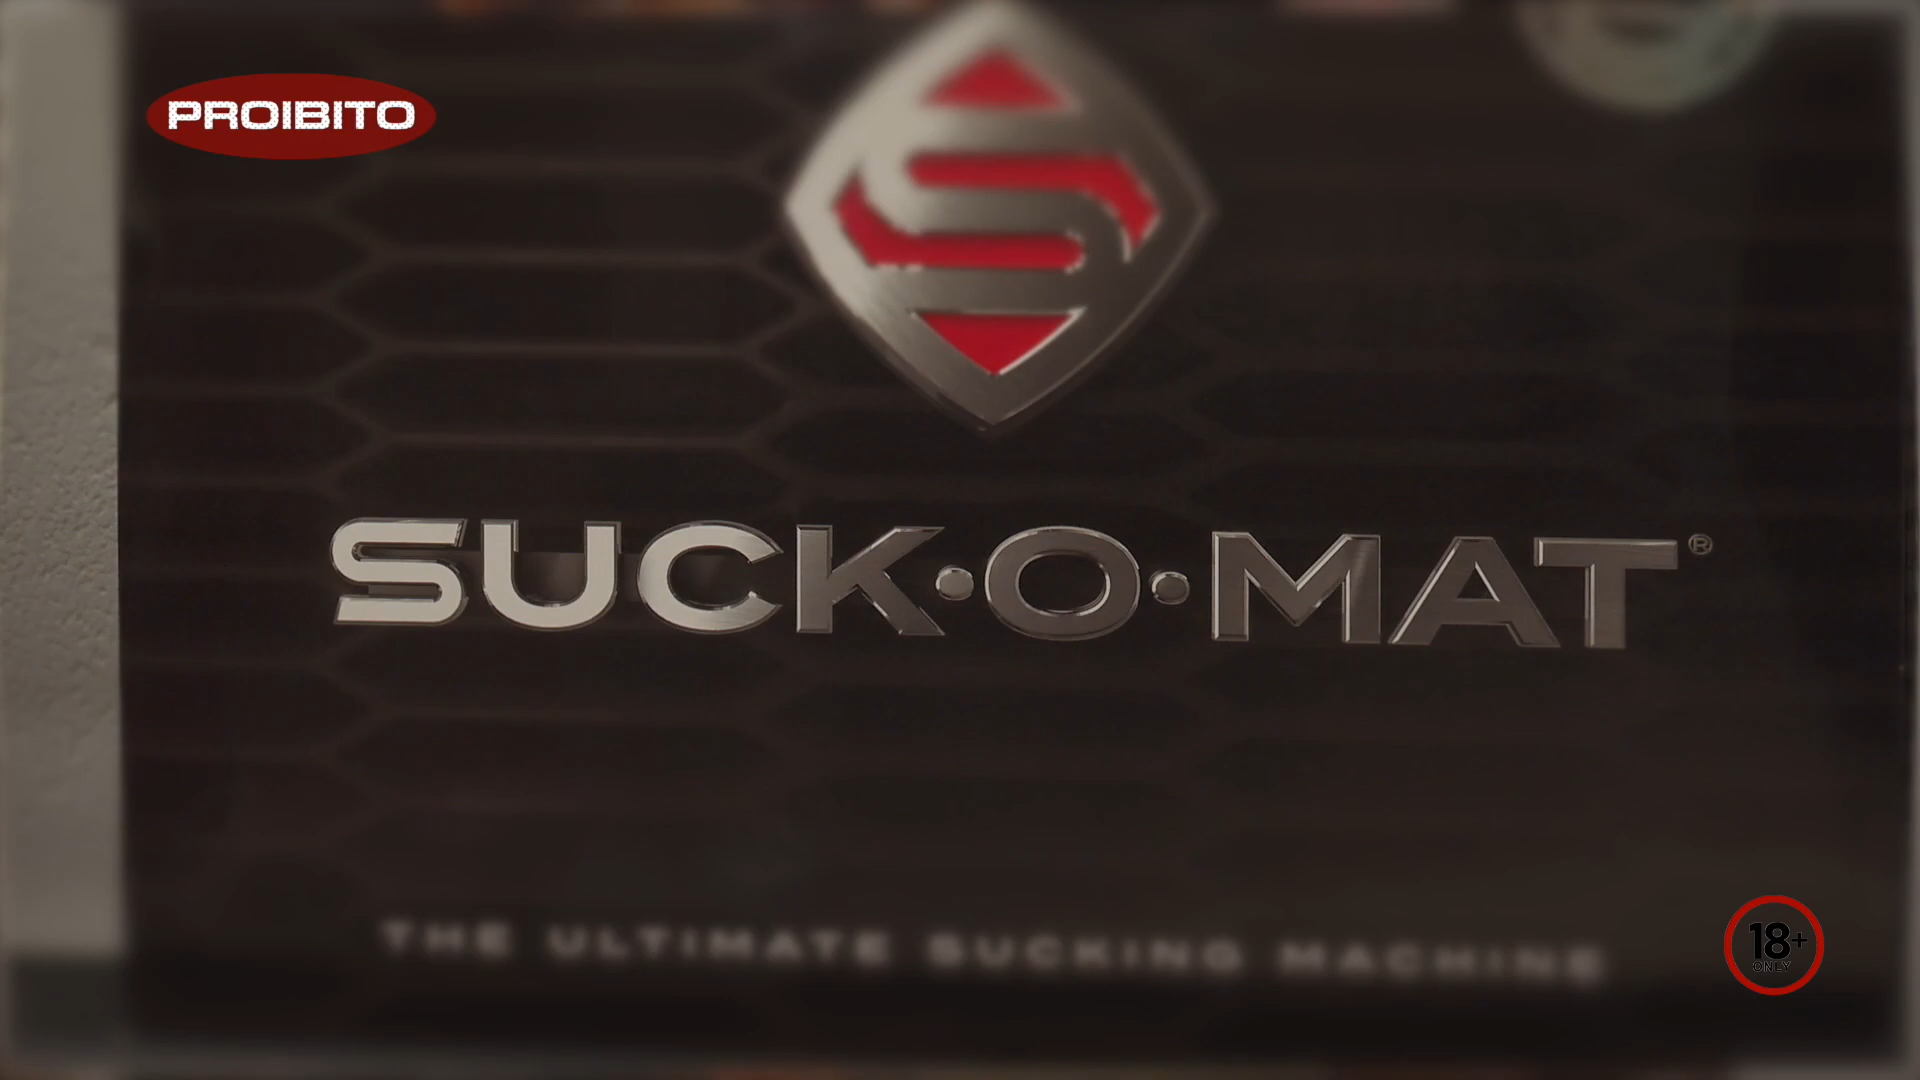 PROIBITO
SUCK•O•MAT®
THE ULTIMATE SUCKING MACHINE
18+
ONLY